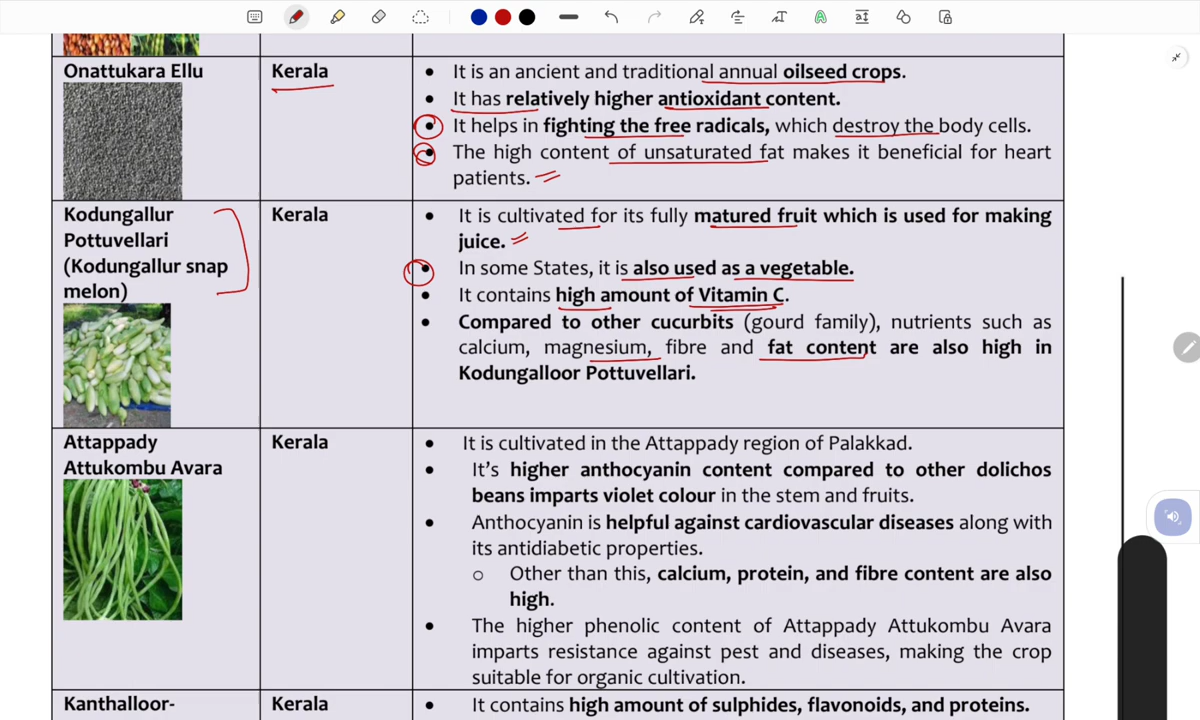 Onattukara Ellu
Kerala
• It is an ancient and traditional annual oilseed crops.
• It has relatively higher antioxidant content.
• It helps in fighting the free radicals, which destroy the body cells.
• The high content of unsaturated fat makes it beneficial for heart
patients.
Kodungallur
Pottuvellari
(Kodungallur snap
melon)
Kerala
• It is cultivated for its fully matured fruit which is used for making
juice.
• In some States, it is also used as a vegetable.
• It contains high amount of Vitamin C.
• Compared to other cucurbits (gourd family), nutrients such as
calcium, magnesium, fibre and fat content are also high in
Kodungalloor Pottuvellari.
Attappady
Attukombu Avara
Kerala
• It is cultivated in the Attappady region of Palakkad.
• It's higher anthocyanin content compared to other dolichos
beans imparts violet colour in the stem and fruits.
• Anthocyanin is helpful against cardiovascular diseases along with
its antidiabetic properties.
o Other than this, calcium, protein, and fibre content are also
high.
• The higher phenolic content of Attappady Attukombu Avara
imparts resistance against pest and diseases, making the crop
suitable for organic cultivation.
Kanthalloor-
Kerala
• It contains high amount of sulphides, flavonoids, and proteins.